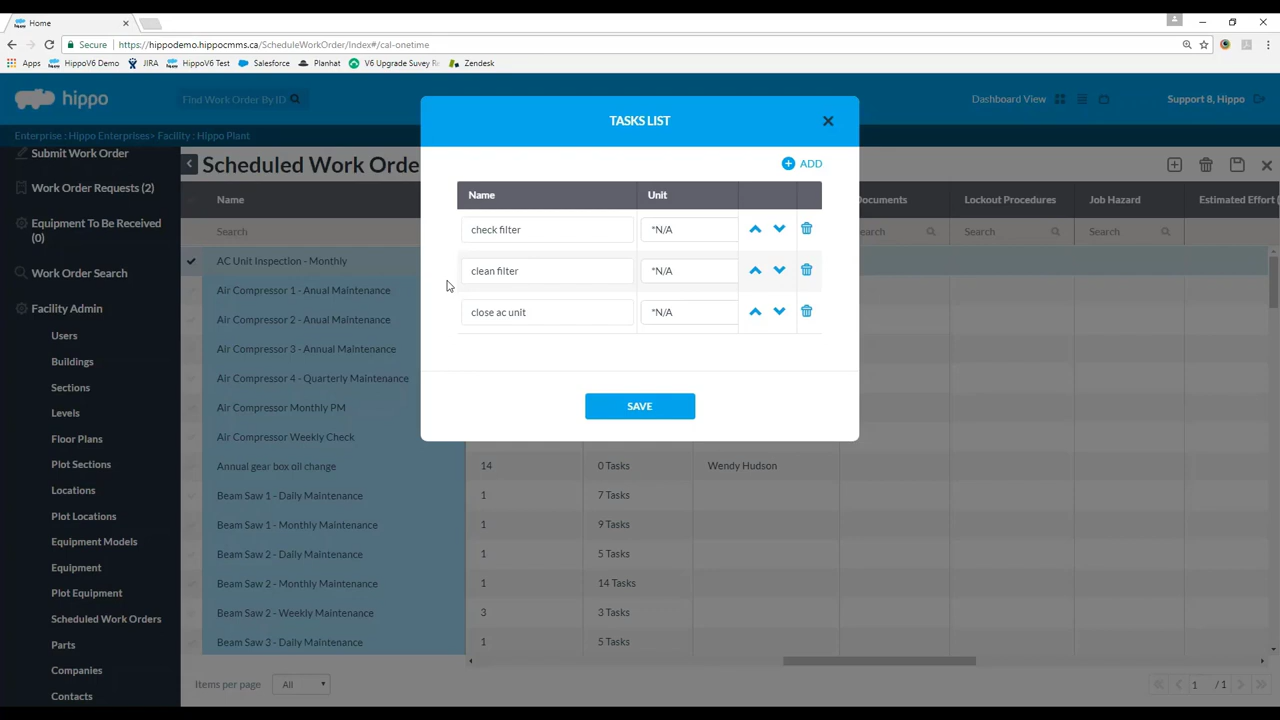 Home
Secure https://hippodemo.hippocmms.ca/ScheduleWorkOrder/Index#/cal-onetime
Apps HippoV6 Demo JIRA HippoV6 Test Salesforce Planhat V6 Upgrade Suvey Re Zendesk
hippo Find Work Order By ID Dashboard View Support 8, Hippo
Enterprise : Hippo Enterprises> Facility : Hippo Plant
Submit Work Order
Work Order Requests (2)
Equipment To Be Received (0)
Work Order Search
Facility Admin
Users
Buildings
Sections
Levels
Floor Plans
Plot Sections
Locations
Plot Locations
Equipment Models
Equipment
Plot Equipment
Scheduled Work Orders
Parts
Companies
Contacts
Scheduled Work Orde
Name Documents Lockout Procedures Job Hazard Estimated Effort (
Search earch Search Search
AC Unit Inspection - Monthly
Air Compressor 1 - Anual Maintenance
Air Compressor 2 - Anual Maintenance
Air Compressor 3 - Annual Maintenance
Air Compressor 4 - Quarterly Maintenance
Air Compressor Monthly PM
Air Compressor Weekly Check
Annual gear box oil change 14 0 Tasks Wendy Hudson
Beam Saw 1 - Daily Maintenance 1 7 Tasks
Beam Saw 1 - Monthly Maintenance 1 9 Tasks
Beam Saw 2 - Daily Maintenance 1 5 Tasks
Beam Saw 2 - Monthly Maintenance 1 14 Tasks
Beam Saw 2 - Weekly Maintenance 3 3 Tasks
Beam Saw 3 - Daily Maintenance 1 5 Tasks
Items per page All 1 / 1
TASKS LIST
ADD
Name Unit
check filter *N/A
clean filter *N/A
close ac unit *N/A
SAVE